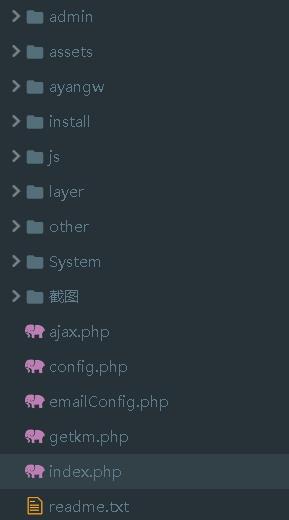 admin
assets
ayangw
install
js
layer
other
System
截图
ajax.php
config.php
emailConfig.php
getkm.php
index.php
readme.txt